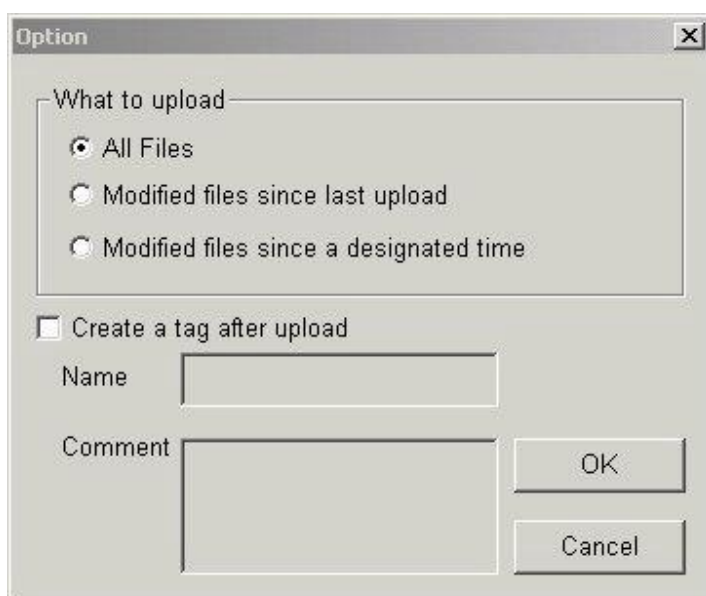 Option
What to upload
All Files
Modified files since last upload
Modified files since a designated time
Create a tag after upload
Name
Comment
OK
Cancel